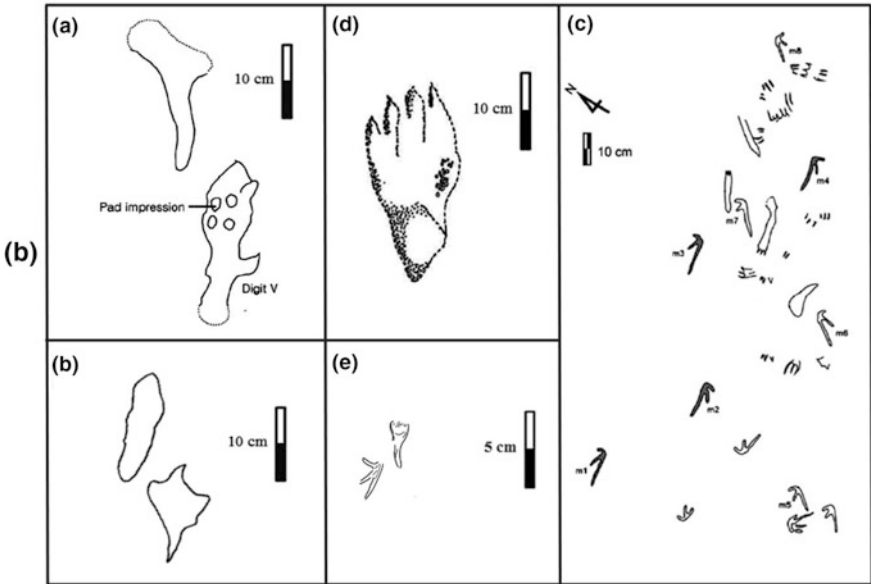 (b)
(a)
10 cm
Pad impression
Digit V
(b)
10 cm
(d)
10 cm
(e)
5 cm
(c)
m8
N
10 cm
m4
m7
m3
m6
m2
m1
m5